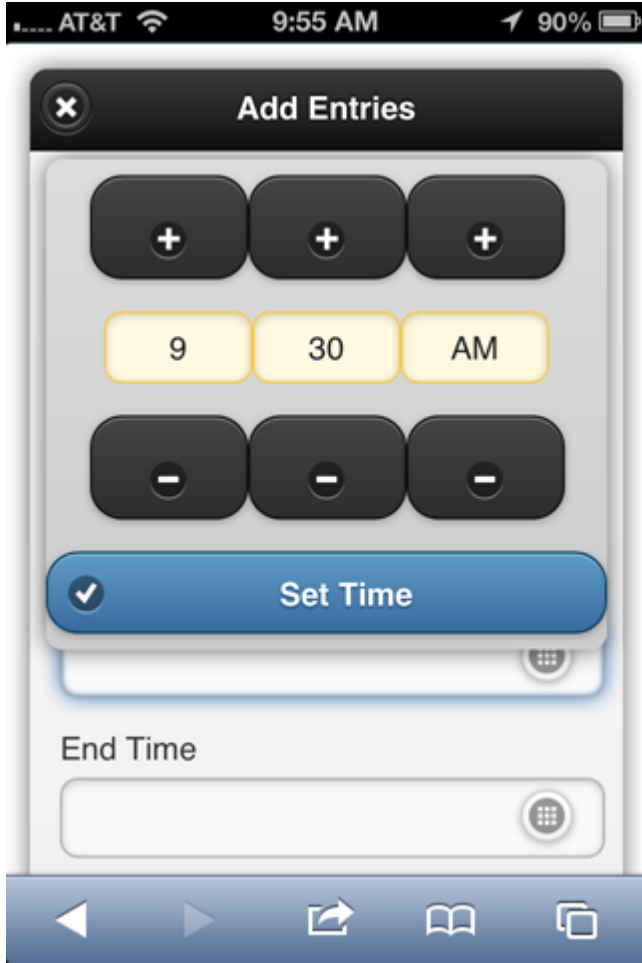 AT&T 9:55 AM 90%
Add Entries
+ + +
9 30 AM
- - -
Set Time
End Time